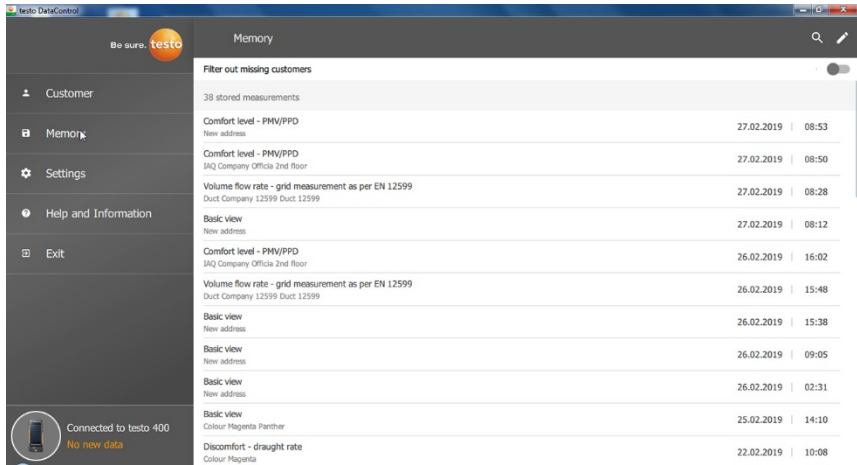 testo DataControl
Be sure. testo
Memory
Customer
Memory
Settings
Help and Information
Exit
Connected to testo 400
No new data
Filter out missing customers
38 stored measurements
Comfort level - PMV/PPD
New address
27.02.2019 | 08:53
Comfort level - PMV/PPD
IAQ Company Officia 2nd floor
27.02.2019 | 08:50
Volume flow rate - grid measurement as per EN 12599
Duct Company 12599 Duct 12599
27.02.2019 | 08:28
Basic view
New address
27.02.2019 | 08:12
Comfort level - PMV/PPD
IAQ Company Officia 2nd floor
26.02.2019 | 16:02
Volume flow rate - grid measurement as per EN 12599
Duct Company 12599 Duct 12599
26.02.2019 | 15:48
Basic view
New address
26.02.2019 | 15:38
Basic view
New address
26.02.2019 | 09:05
Basic view
New address
26.02.2019 | 02:31
Basic view
Colour Magenta Panther
25.02.2019 | 14:10
Discomfort - draught rate
Colour Magenta
22.02.2019 | 10:08